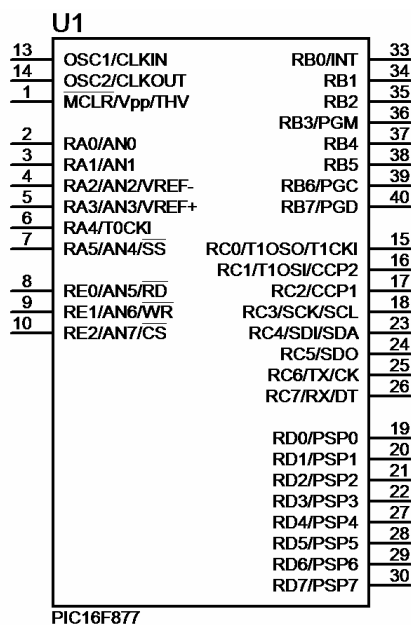 U1
13 OSC1/CLKIN
14 OSC2/CLKOUT
1 MCLR/Vpp/THV
2 RA0/AN0
3 RA1/AN1
4 RA2/AN2/VREF-
5 RA3/AN3/VREF+
6 RA4/T0CKI
7 RA5/AN4/SS
8 RE0/AN5/RD
9 RE1/AN6/WR
10 RE2/AN7/CS
RB0/INT 33
RB1 34
RB2 35
RB3/PGM 36
RB4 37
RB5 38
RB6/PGC 39
RB7/PGD 40
RC0/T1OSO/T1CKI 15
RC1/T1OSI/CCP2 16
RC2/CCP1 17
RC3/SCK/SCL 18
RC4/SDI/SDA 23
RC5/SDO 24
RC6/TX/CK 25
RC7/RX/DT 26
RD0/PSP0 19
RD1/PSP1 20
RD2/PSP2 21
RD3/PSP3 22
RD4/PSP4 27
RD5/PSP5 28
RD6/PSP6 29
RD7/PSP7 30
PIC16F877